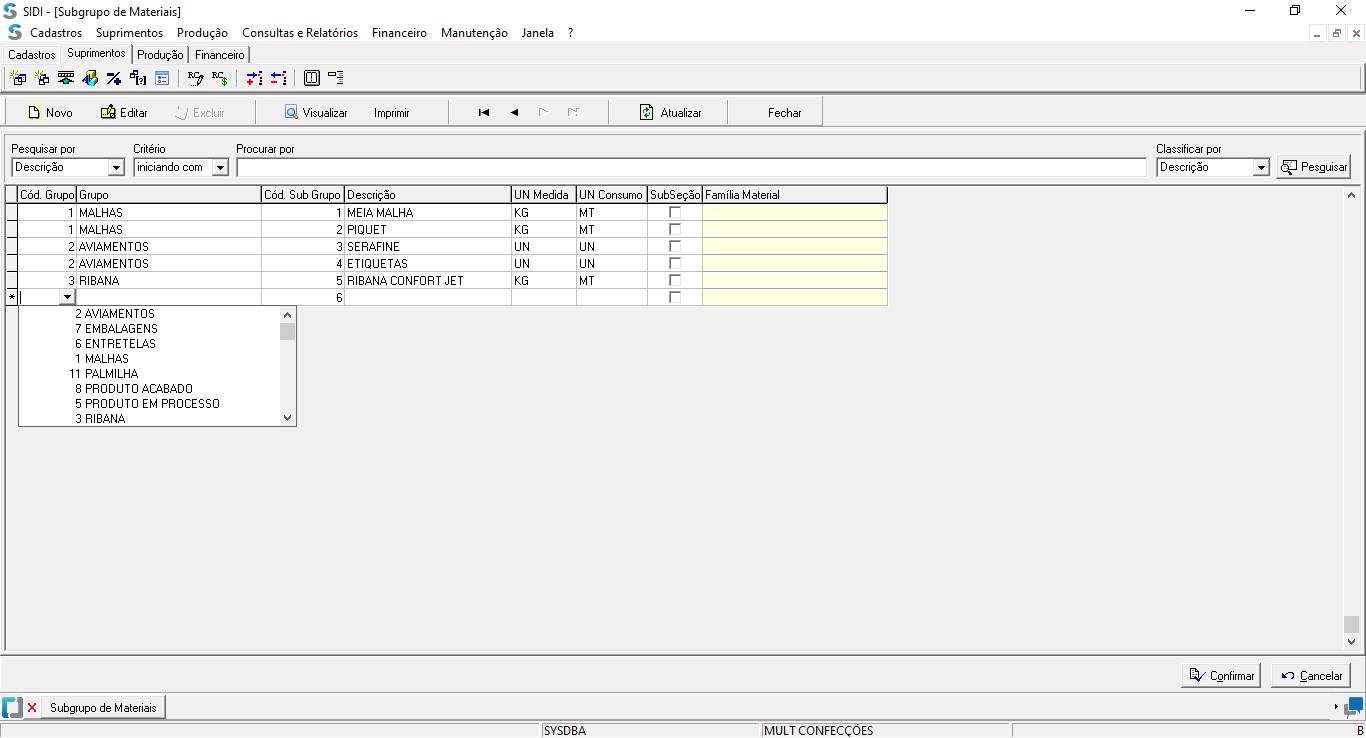 SIDI - [Subgrupo de Materiais]
Cadastros Suprimentos Produção Consultas e Relatórios Financeiro Manutenção Janela ?
Cadastros Suprimentos Produção Financeiro
Novo Editar Excluir Visualizar Imprimir Atualizar Fechar
Pesquisar por Critério Procurar por Classificar por
Descrição iniciando com Descrição Pesquisar
Cód. Grupo Grupo Cód. Sub Grupo Descrição UN Medida UN Consumo SubSeção Família Material
1 MALHAS 1 MEIA MALHA KG MT
1 MALHAS 2 PIQUET KG MT
2 AVIAMENTOS 3 SERAFINE UN UN
2 AVIAMENTOS 4 ETIQUETAS UN UN
3 RIBANA 5 RIBANA CONFORT JET KG MT
* 6
2 AVIAMENTOS
7 EMBALAGENS
6 ENTRETELAS
1 MALHAS
11 PALMILHA
8 PRODUTO ACABADO
5 PRODUTO EM PROCESSO
3 RIBANA
Confirmar Cancelar
Subgrupo de Materiais
SYSDBA MULT CONFECÇÕES B